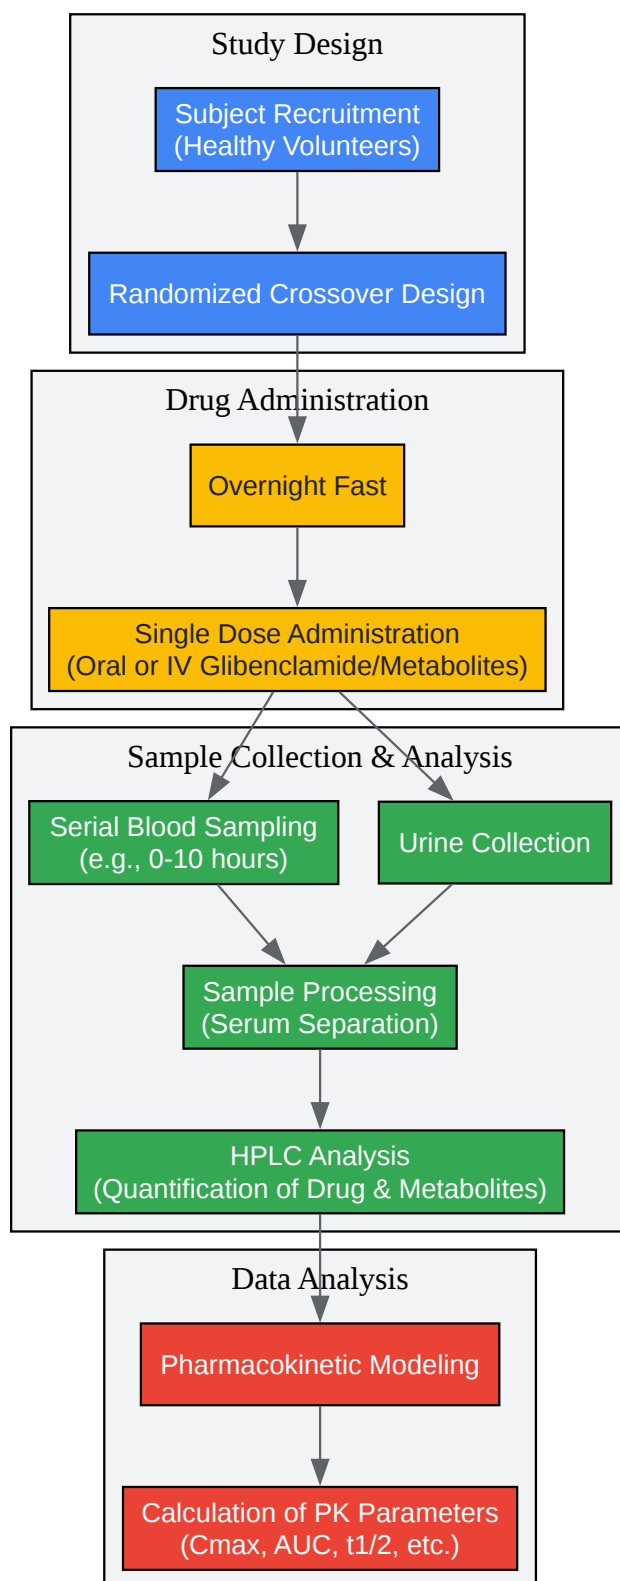 Study Design
Subject Recruitment
(Healthy Volunteers)
Randomized Crossover Design
Drug Administration
Overnight Fast
Single Dose Administration
(Oral or IV Glibenclamide/Metabolites)
Sample Collection & Analysis
Serial Blood Sampling
(e.g., 0-10 hours)
Urine Collection
Sample Processing
(Serum Separation)
HPLC Analysis
(Quantification of Drug & Metabolites)
Data Analysis
Pharmacokinetic Modeling
Calculation of PK Parameters
(Cmax, AUC, t1/2, etc.)